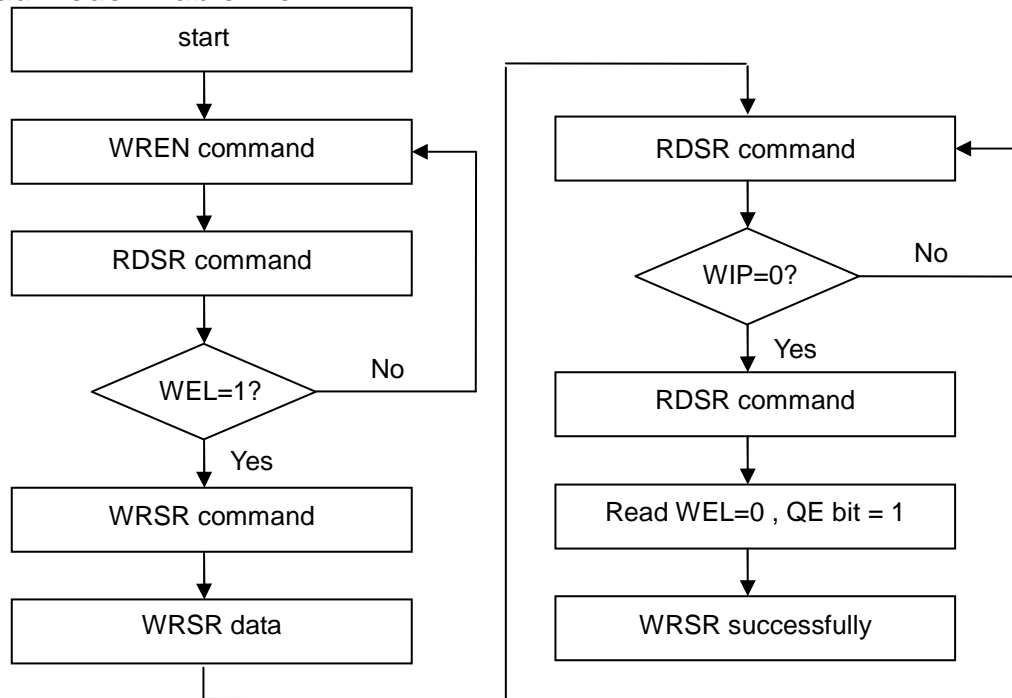 start
WREN command
RDSR command
WEL=1?
No
Yes
WRSR command
WRSR data
RDSR command
WIP=0?
No
Yes
RDSR command
Read WEL=0 , QE bit = 1
WRSR successfully